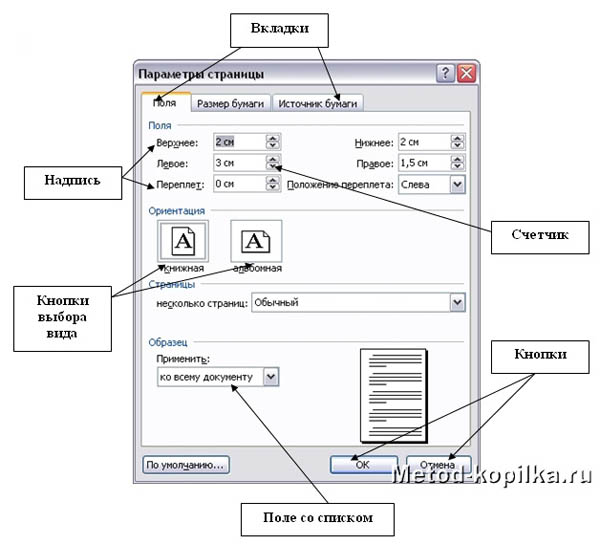 Вкладки
Параметры страницы
Поля
Размер бумаги
Источник бумаги
Поля
Верхнее: 2 см
Нижнее: 2 см
Левое: 3 см
Правое: 1,5 см
Переплет: 0 см
Положение переплета: Слева
Надпись
Ориентация
A
A
книжная
альбомная
Счетчик
Кнопки
выбора
вида
Страницы
несколько страниц: Обычный
Образец
Применить:
ко всему документу
Кнопки
По умолчанию...
ОК
Отмена
Metod-kopilka.ru
Поле со списком